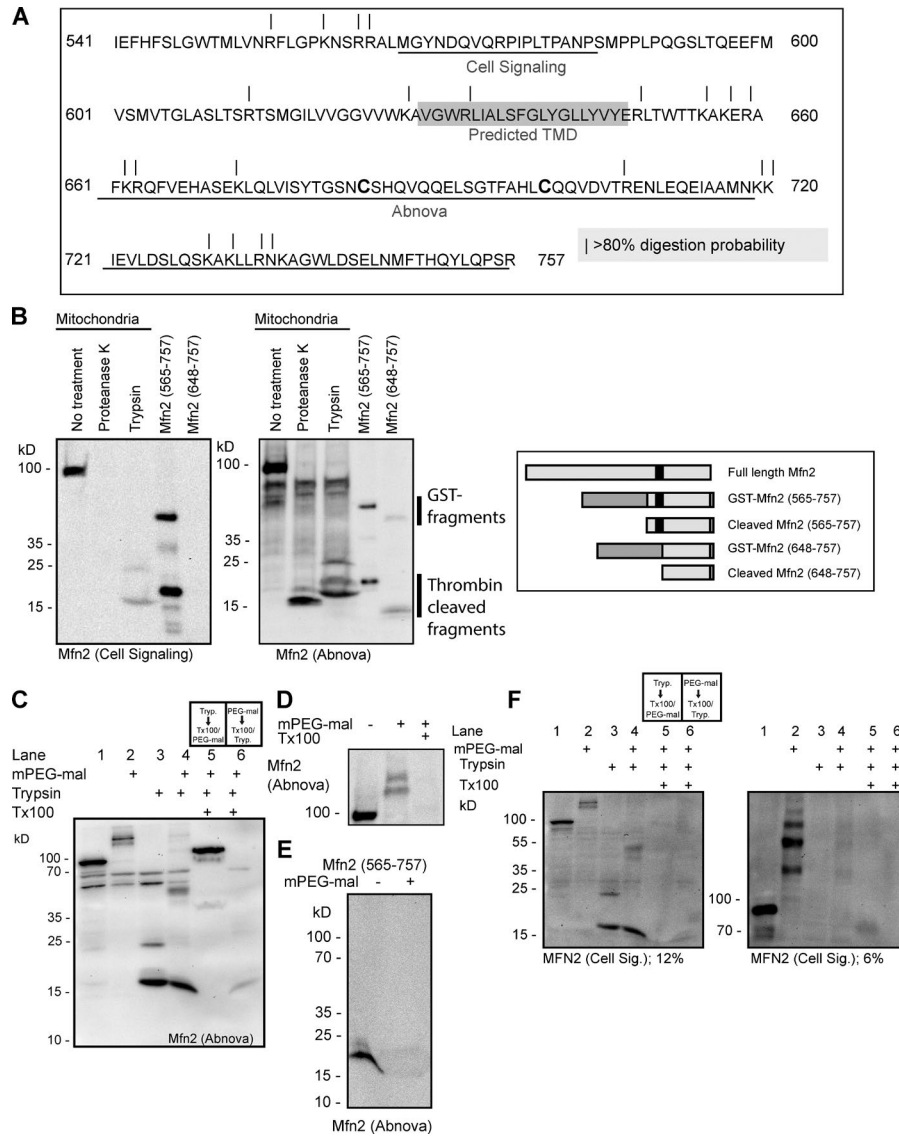 A
541 IEFHFSLGWTMLVNRFLGPKNSRRALMGYNDQVQRPIPLTPANPSMPPLPQGSLTQEEFM 600
Cell Signaling
601 VSMVTGLASLTSRTSMGILVVGGVVWKAVGWRLIALSFGLYGLLYVYERLTWTTKAKERA 660
Predicted TMD
661 FKRQFVEHASEKLQLVISYTGSNCSHQVQQELSGTFAHLCQQVDVTRENLEQEIAAMNKK 720
Abnova
721 IEVLDSLQSKAKLLRNKAGWLDSELNMFTHQYLQPSR 757
| >80% digestion probability
B
Mitochondria
No treatment
Proteanase K
Trypsin
Mfn2 (565-757)
Mfn2 (648-757)
kD
100 -
35 -
25 -
15 -
Mfn2 (Cell Signaling)
Mitochondria
No treatment
Proteinase K
Trypsin
Mfn2 (565-757)
Mfn2 (648-757)
kD
100 -
35 -
25 -
15 -
Mfn2 (Abnova)
GST-
fragments
Thrombin
cleaved
fragments
Full length Mfn2
GST-Mfn2 (565-757)
Cleaved Mfn2 (565-757)
GST-Mfn2 (648-757)
Cleaved Mfn2 (648-757)
C
Tryp. PEG-mal
Tx100/ Tx100/
PEG-mal Tryp.
Lane 1 2 3 4 5 6
mPEG-mal + + + +
Trypsin + + + +
Tx100 + +
kD
100 -
70 -
35 -
25 -
15 -
10 -
Mfn2 (Abnova)
D
mPEG-mal - + +
Tx100 +
Mfn2
(Abnova)
100 -
E
Mfn2 (565-757)
mPEG-mal - +
kD
100 -
70 -
35 -
25 -
15 -
10 -
Mfn2 (Abnova)
F
Tryp. PEG-mal
Tx100/ Tx100/
PEG-mal Tryp.
Lane 1 2 3 4 5 6 1 2 3 4 5 6
mPEG-mal + + + + + + + +
Trypsin + + + + + + + +
Tx100 + + + +
kD
100 -
55 -
35 -
25 -
15 -
MFN2 (Cell Sig.); 12%
100 -
70 -
MFN2 (Cell Sig.); 6%